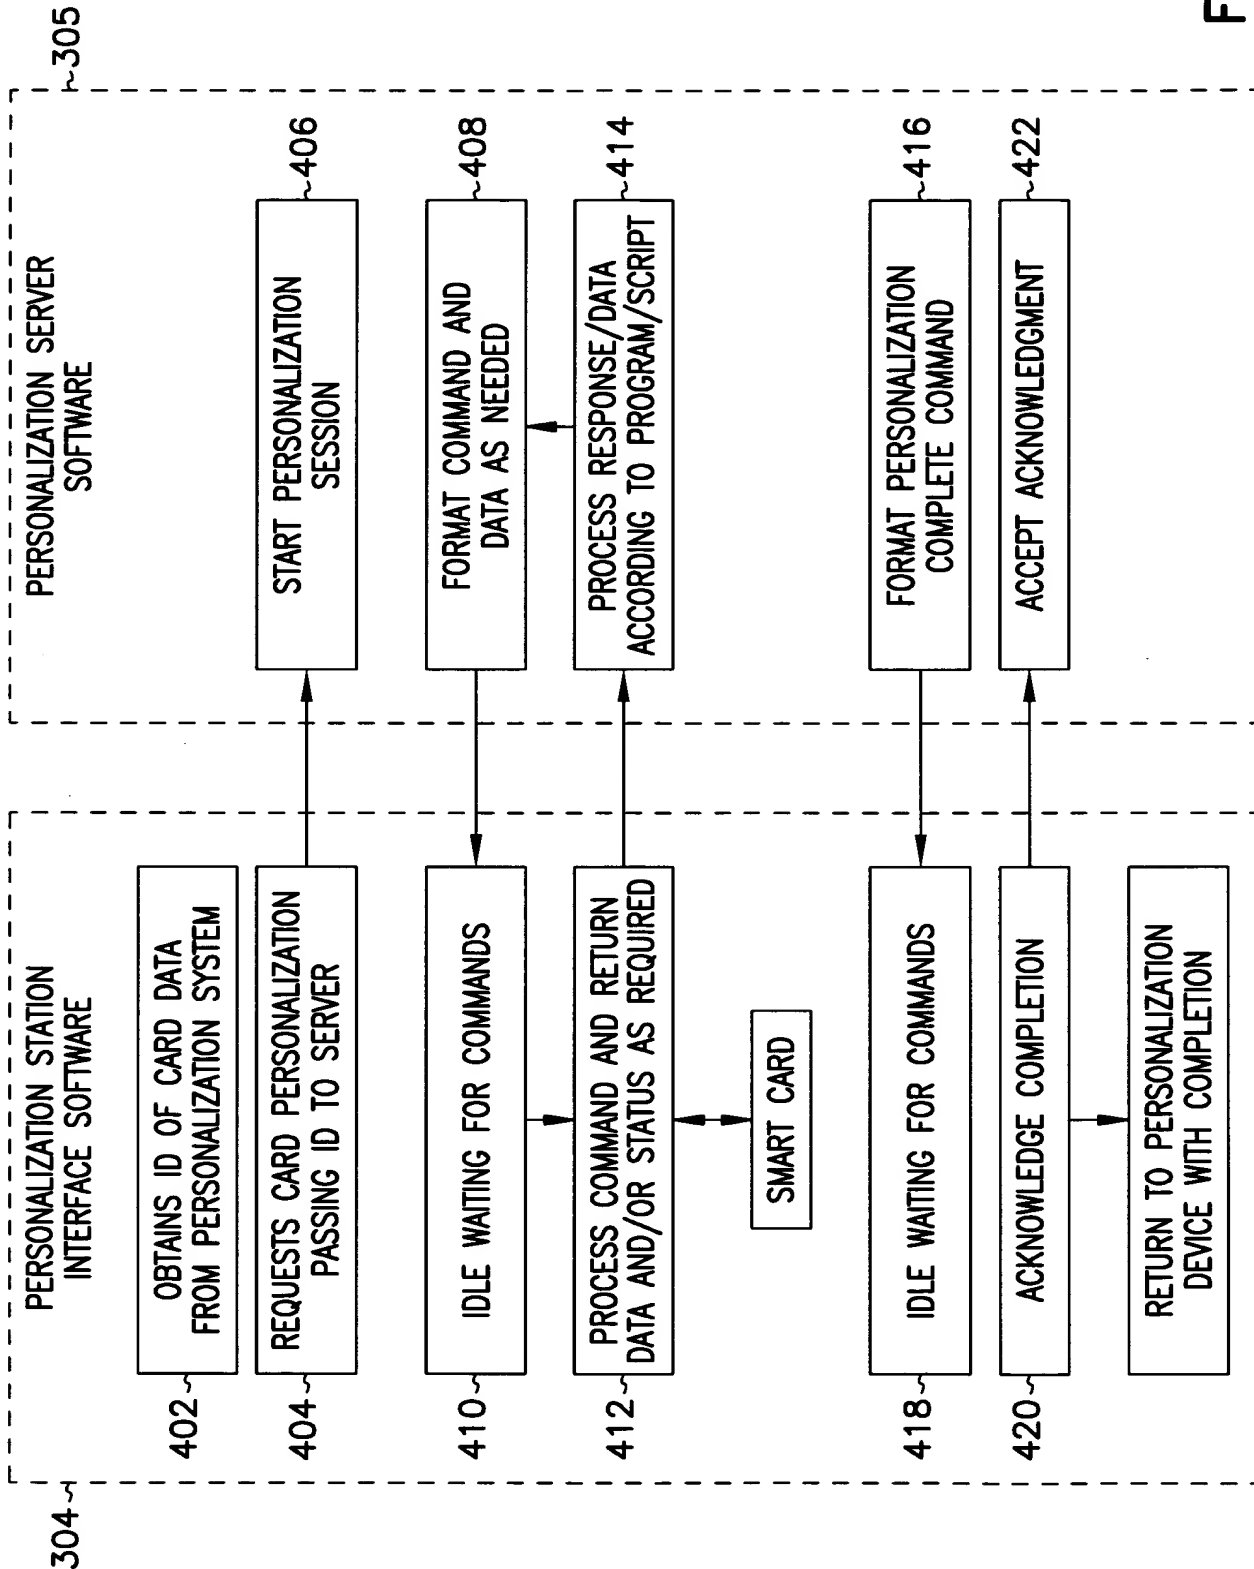 304
305
PERSONALIZATION STATION
INTERFACE SOFTWARE
PERSONALIZATION SERVER
SOFTWARE
402
OBTAINS ID OF CARD DATA
FROM PERSONALIZATION SYSTEM
404
REQUESTS CARD PERSONALIZATION
PASSING ID TO SERVER
START PERSONALIZATION
SESSION
406
410
IDLE WAITING FOR COMMANDS
FORMAT COMMAND AND
DATA AS NEEDED
408
412
PROCESS COMMAND AND RETURN
DATA AND/OR STATUS AS REQUIRED
PROCESS RESPONSE/DATA
ACCORDING TO PROGRAM/SCRIPT
414
SMART CARD
418
IDLE WAITING FOR COMMANDS
FORMAT PERSONALIZATION
COMPLETE COMMAND
416
420
ACKNOWLEDGE COMPLETION
ACCEPT ACKNOWLEDGMENT
422
RETURN TO PERSONALIZATION
DEVICE WITH COMPLETION
F